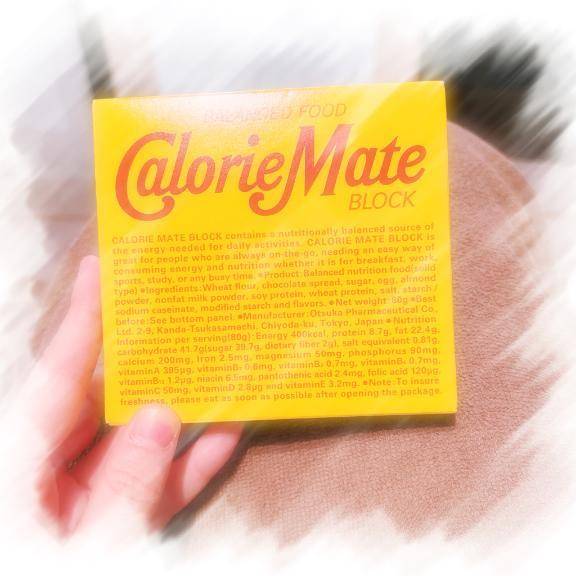 BALANCED FOOD
CalorieMate
BLOCK
CALORIE MATE BLOCK contains a nutritionally balanced source of
the energy needed for daily activities. CALORIE MATE BLOCK is
great for people who are always on-the-go, needing an easy way of
consuming energy and nutrition whether it is for breakfast, work,
sports, study, or any busy time. ●Product:Balanced nutrition food(solid
type) ●Ingredients:Wheat flour, chocolate spread, sugar, egg, almond
powder, nonfat milk powder, soy protein, wheat protein, salt, starch/
sodium caseinate, modified starch and flavors. ●Net weight 80g ●Best
before:See bottom panel. ●Manufacturer:Otsuka Pharmaceutical Co.,
Ltd. 2-9, Kanda-Tsukasamachi, Chiyoda-ku, Tokyo, Japan ●Nutrition
Information per serving(80g):Energy 400kcal, protein 8.7g, fat 22.4g,
carbohydrate 41.7g(sugar 39.7g, dietary fiber 2g), salt equivalent 0.81g,
calcium 200mg, iron 2.5mg, magnesium 50mg, phosphorus 90mg,
vitaminA 385μg, vitaminB₁ 0.6mg, vitaminB₂ 0.7mg, vitaminB₆ 0.7mg,
vitaminB₁₂ 1.2μg, niacin 6.5mg, pantothenic acid 2.4mg, folic acid 120μg,
vitaminC 50mg, vitaminD 2.8μg and vitaminE 3.2mg. ●Note:To insure
freshness, please eat as soon as possible after opening the package.